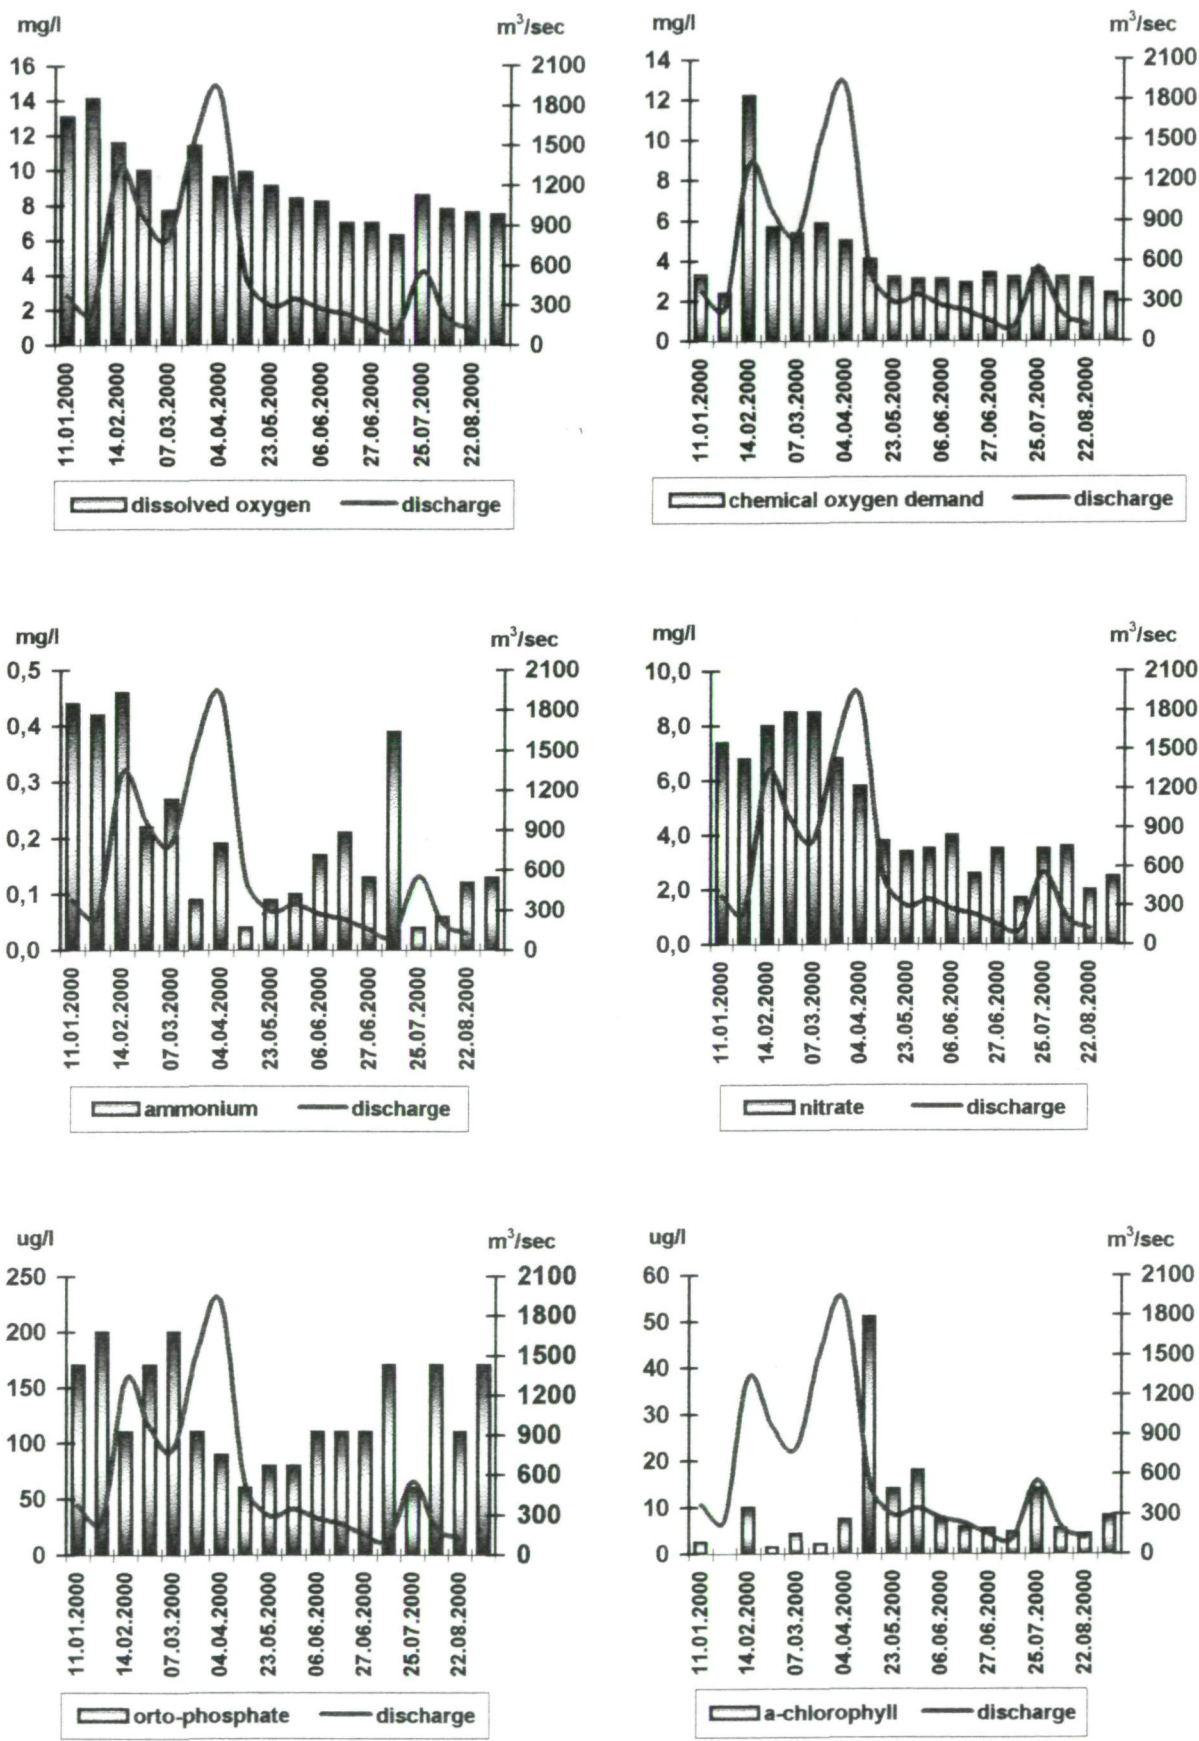 mg/l m³/sec
16 2100
14 1800
12 1500
10 1200
8 900
6 600
4 300
2 0
0
11.01.2000 14.02.2000 07.03.2000 04.04.2000 23.05.2000 06.06.2000 27.06.2000 25.07.2000 22.08.2000
dissolved oxygen discharge
mg/l m³/sec
14 2100
12 1800
10 1500
8 1200
6 900
4 600
2 300
0 0
11.01.2000 14.02.2000 07.03.2000 04.04.2000 23.05.2000 06.06.2000 27.06.2000 25.07.2000 22.08.2000
chemical oxygen demand discharge
mg/l m³/sec
0,5 2100
0,4 1800
0,3 1500
0,2 1200
0,1 900
0,0 600
300
0
11.01.2000 14.02.2000 07.03.2000 04.04.2000 23.05.2000 06.06.2000 27.06.2000 25.07.2000 22.08.2000
ammonium discharge
mg/l m³/sec
10,0 2100
8,0 1800
6,0 1500
4,0 1200
2,0 900
0,0 600
300
0
11.01.2000 14.02.2000 07.03.2000 04.04.2000 23.05.2000 06.06.2000 27.06.2000 25.07.2000 22.08.2000
nitrate discharge
ug/l m³/sec
250 2100
200 1800
150 1500
100 1200
50 900
0 600
300
0
11.01.2000 14.02.2000 07.03.2000 04.04.2000 23.05.2000 06.06.2000 27.06.2000 25.07.2000 22.08.2000
orto-phosphate discharge
ug/l m³/sec
60 2100
50 1800
40 1500
30 1200
20 900
10 600
0 300
0
11.01.2000 14.02.2000 07.03.2000 04.04.2000 23.05.2000 06.06.2000 27.06.2000 25.07.2000 22.08.2000
a-chlorophyll discharge